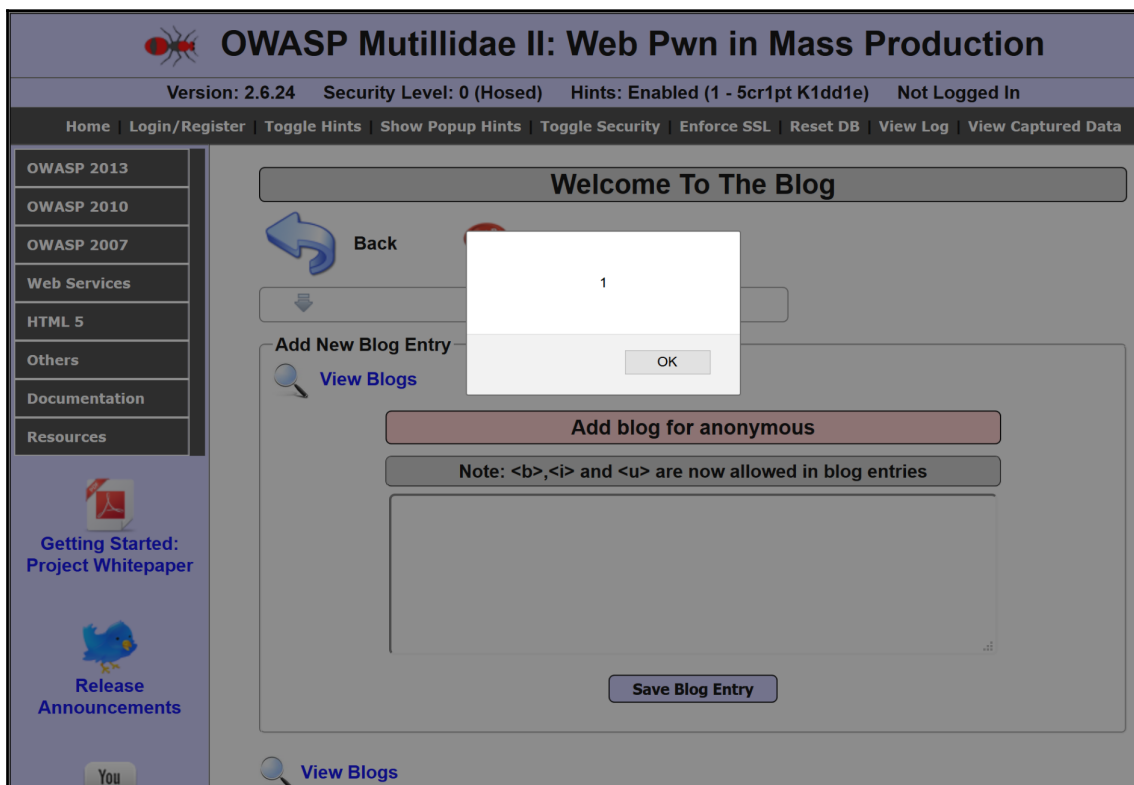 OWASP Mutillidae II: Web Pwn in Mass Production
Version: 2.6.24 Security Level: 0 (Hosed) Hints: Enabled (1 - 5cr1pt K1dd1e) Not Logged In
Home | Login/Register | Toggle Hints | Show Popup Hints | Toggle Security | Enforce SSL | Reset DB | View Log | View Captured Data
OWASP 2013
OWASP 2010
OWASP 2007
Web Services
HTML 5
Others
Documentation
Resources
Getting Started:
Project Whitepaper
Release
Announcements
You
Welcome To The Blog
Back
1
OK
Add New Blog Entry
View Blogs
Add blog for anonymous
Note: <b>,<i> and <u> are now allowed in blog entries
Save Blog Entry
View Blogs